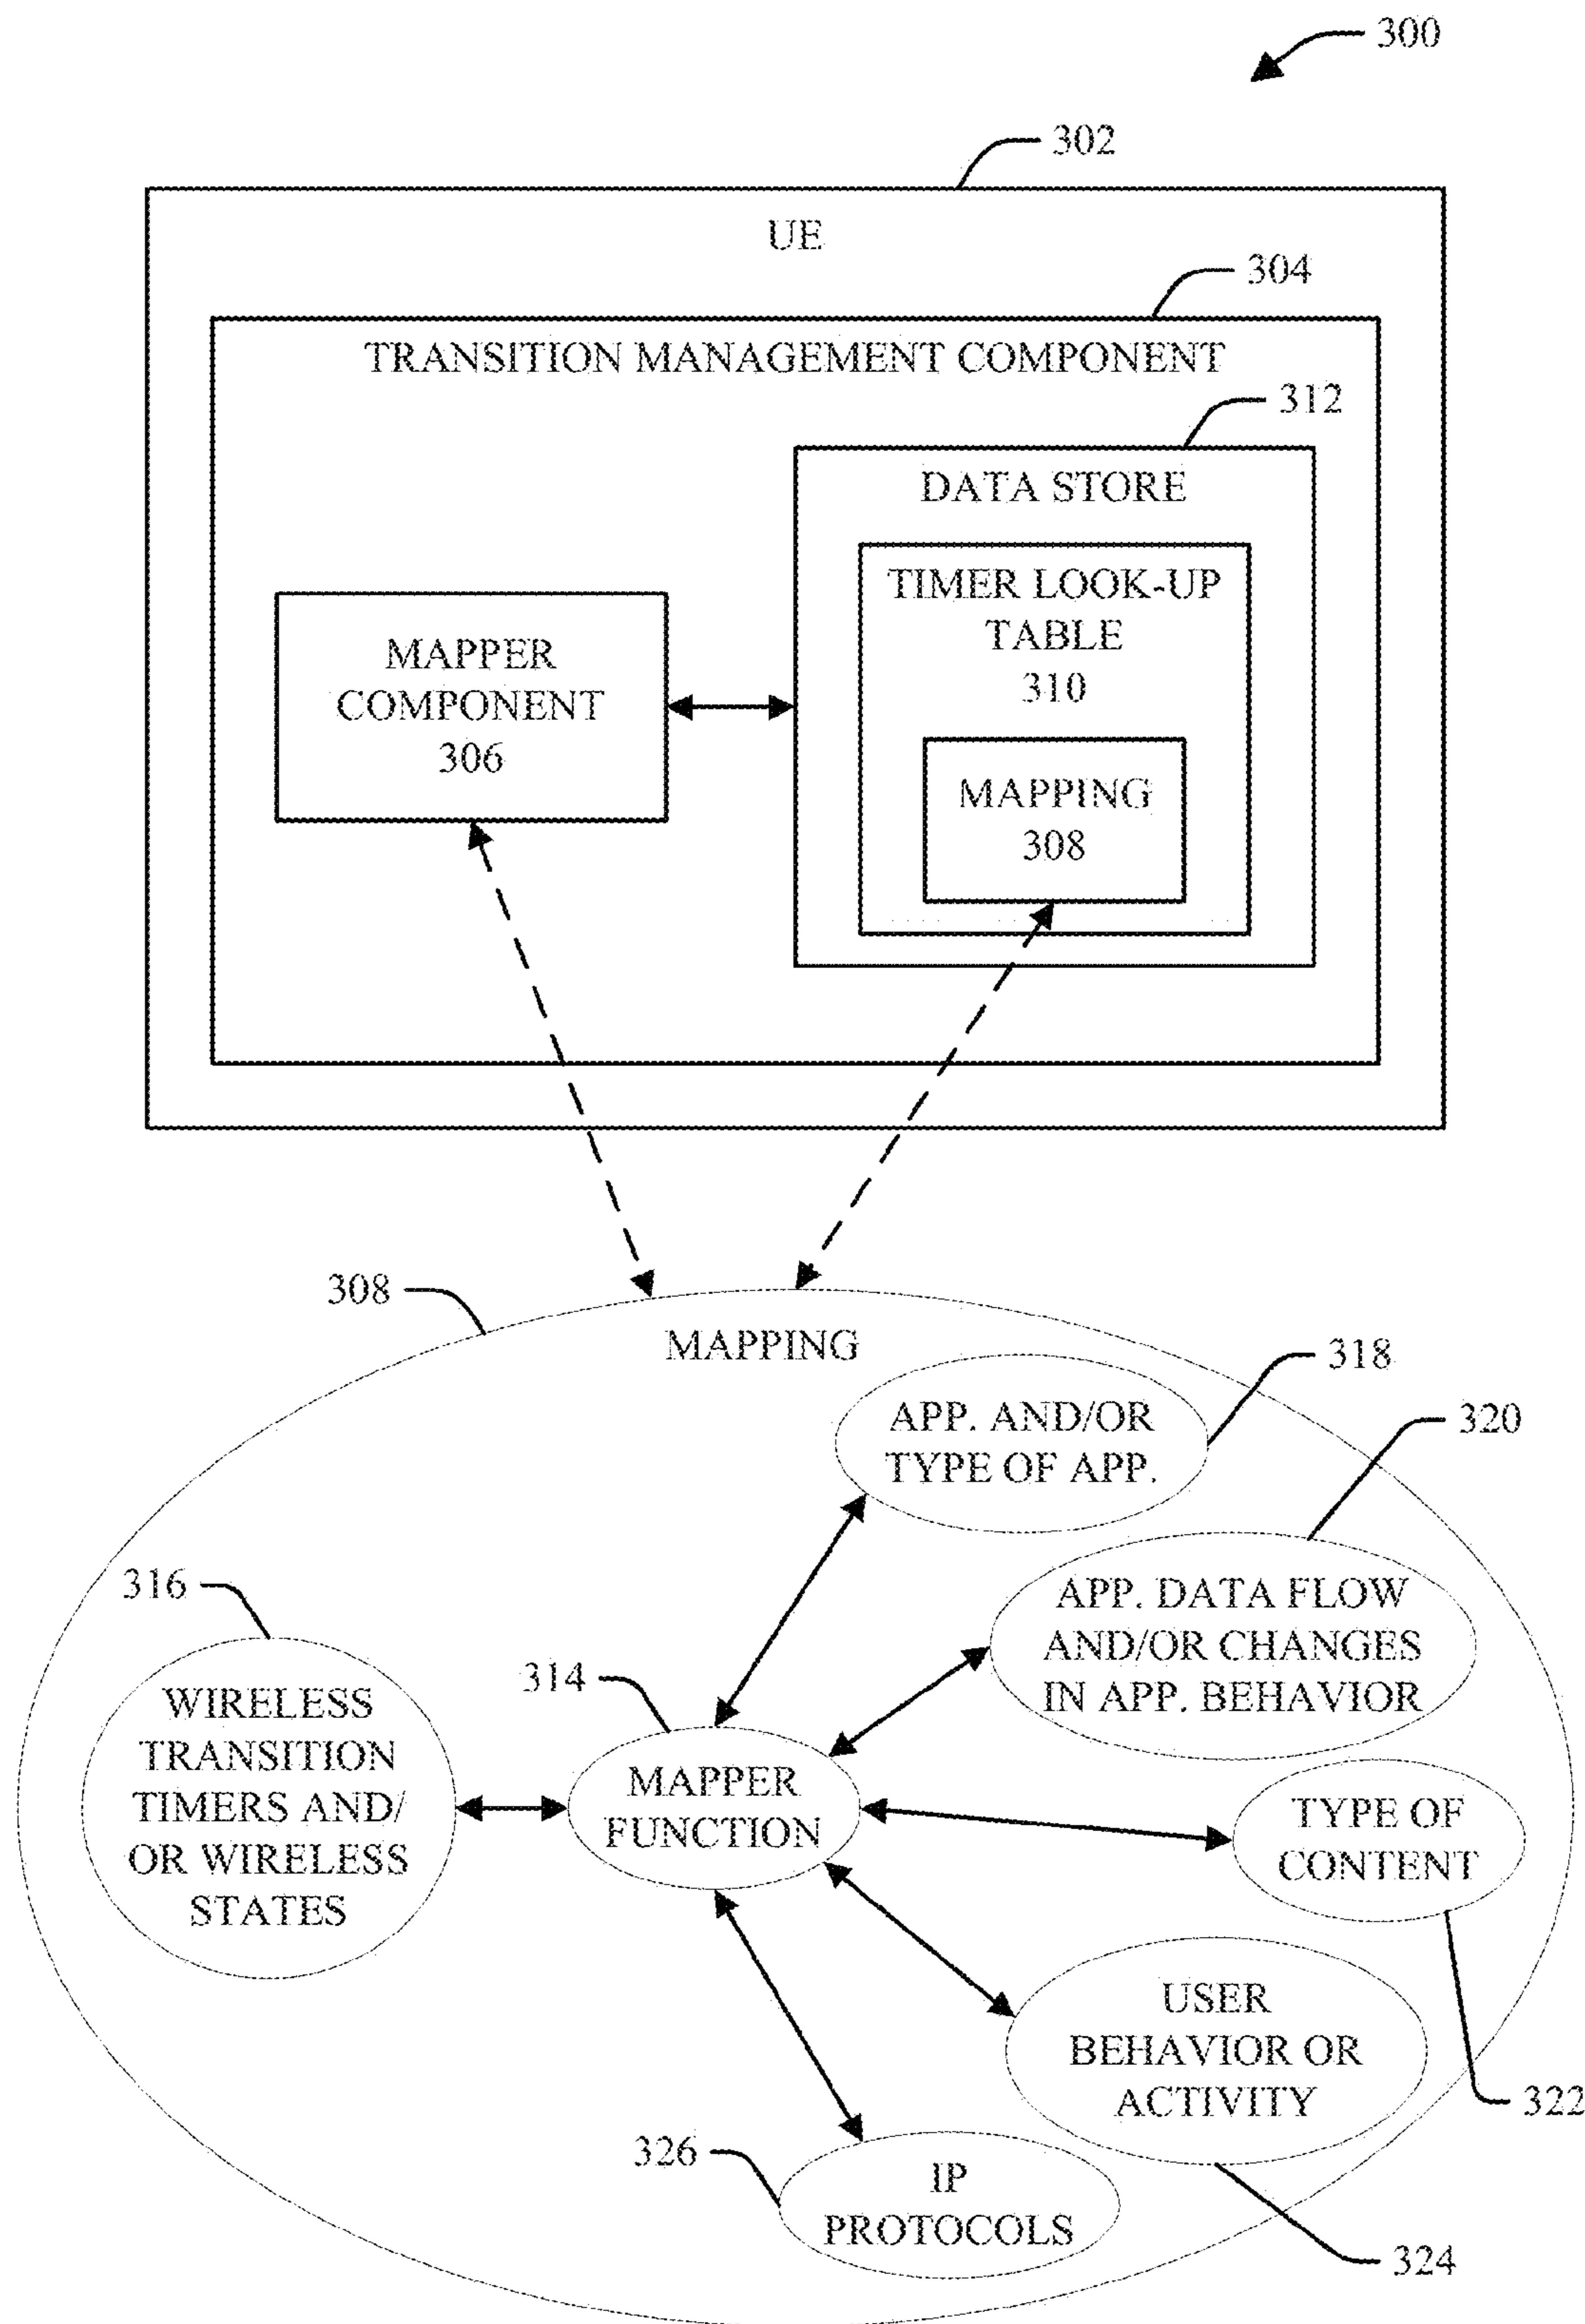 300
302
UE
304
TRANSITION MANAGEMENT COMPONENT
312
DATA STORE
TIMER LOOK-UP
TABLE
310
MAPPER
COMPONENT
306
MAPPING
308
308
MAPPING
318
APP. AND/OR
TYPE OF APP.
320
APP. DATA FLOW
AND/OR CHANGES
IN APP. BEHAVIOR
316
WIRELESS
TRANSITION
TIMERS AND/
OR WIRELESS
STATES
314
MAPPER
FUNCTION
TYPE OF
CONTENT
322
USER
BEHAVIOR OR
ACTIVITY
324
326
IP
PROTOCOLS